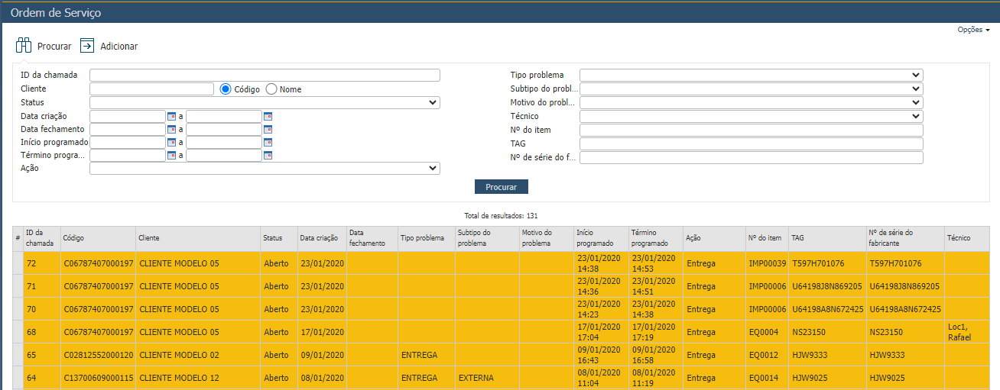 Ordem de Serviço
Opções
Procurar Adicionar
ID da chamada
Cliente Código Nome
Status
Data criação a
Data fechamento a
Início programado a
Término progra... a
Ação
Tipo problema
Subtipo do probl...
Motivo do probl...
Técnico
Nº do item
TAG
Nº de série do f...
Procurar
Total de resultados: 131
# ID da chamada Código Cliente Status Data criação Data fechamento Tipo problema Subtipo do problema Motivo do problema Início programado Término programado Ação Nº do item TAG Nº de série do fabricante Técnico
72 C06787407000197 CLIENTE MODELO 05 Aberto 23/01/2020 23/01/2020 14:38 23/01/2020 14:53 Entrega IMP00039 T597H701076 T597H701076
71 C06787407000197 CLIENTE MODELO 05 Aberto 23/01/2020 23/01/2020 14:36 23/01/2020 14:51 Entrega IMP00006 U64198J8N869205 U64198J8N869205
70 C06787407000197 CLIENTE MODELO 05 Aberto 23/01/2020 23/01/2020 14:23 23/01/2020 14:38 Entrega IMP00006 U64198A8N672425 U64198A8N672425
68 C06787407000197 CLIENTE MODELO 05 Aberto 17/01/2020 17/01/2020 17:04 17/01/2020 17:19 Entrega EQ0004 NS23150 NS23150 Loc1, Rafael
65 C02812552000120 CLIENTE MODELO 02 Aberto 09/01/2020 ENTREGA 09/01/2020 16:43 09/01/2020 16:58 Entrega EQ0012 HJW9333 HJW9333
64 C13700609000115 CLIENTE MODELO 12 Aberto 08/01/2020 ENTREGA EXTERNA 08/01/2020 11:04 08/01/2020 11:19 Entrega EQ0014 HJW9025 HJW9025